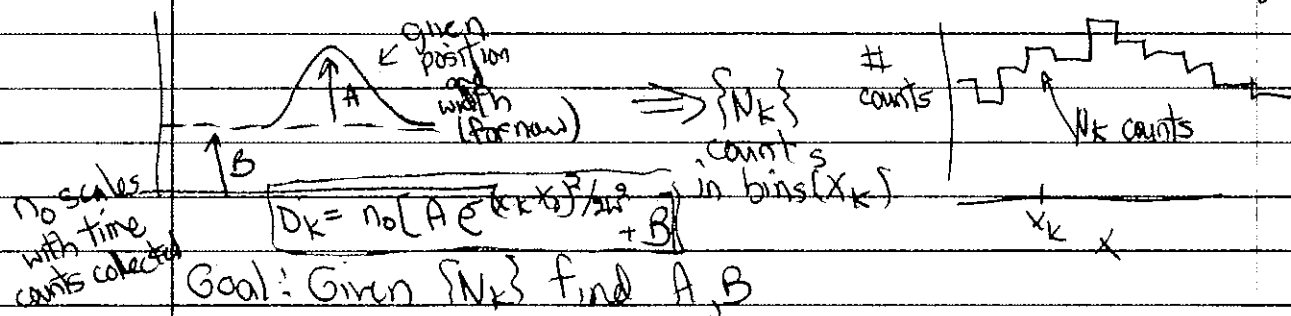 given
position
and
width
(for now)
A
B
⇒ {N_K}
counts
in bins {X_K}
#
counts
N_K counts
X_K
X
n_0 scales
with time
counts collected
D_K = n_0 [A e^{-(x_K - x_0)^2/2w^2} + B]
Goal: Given {N_K} find A, B